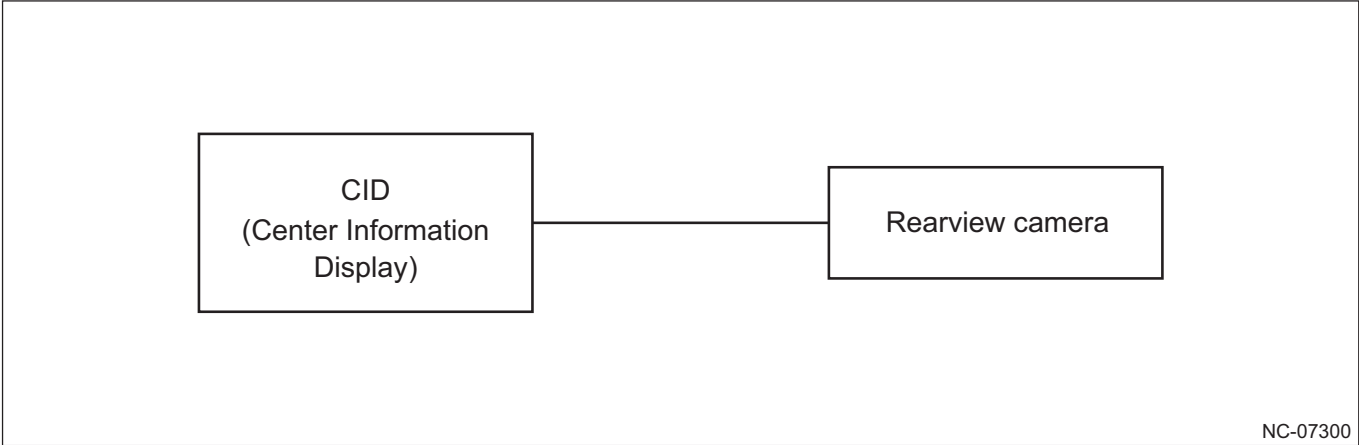 CID
(Center Information
Display)
Rearview camera
NC-07300